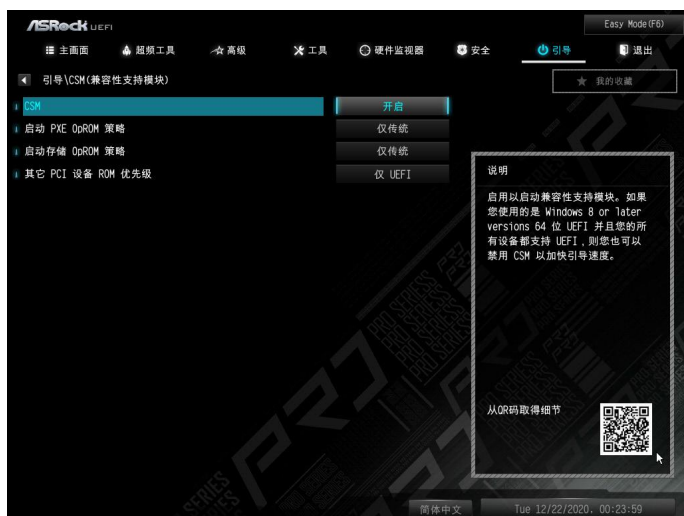 ASRock UEFI
Easy Mode(F6)
主画面 超频工具 高级 工具 硬件监视器 安全 引导 退出
引导\CSM(兼容性支持模块)
我的收藏
CSM 开启
启动 PXE OpROM 策略 仅传统
启动存储 OpROM 策略 仅传统
其它 PCI 设备 ROM 优先级 仅 UEFI
说明
启用以启动兼容性支持模块。如果
您使用的是 Windows 8 or later
versions 64 位 UEFI 并且您的所
有设备都支持 UEFI，则您也可以
禁用 CSM 以加快引导速度。
从QR码取得细节
PRO SERIES
SERIES
简体中文
Tue 12/22/2020. 00:23:59